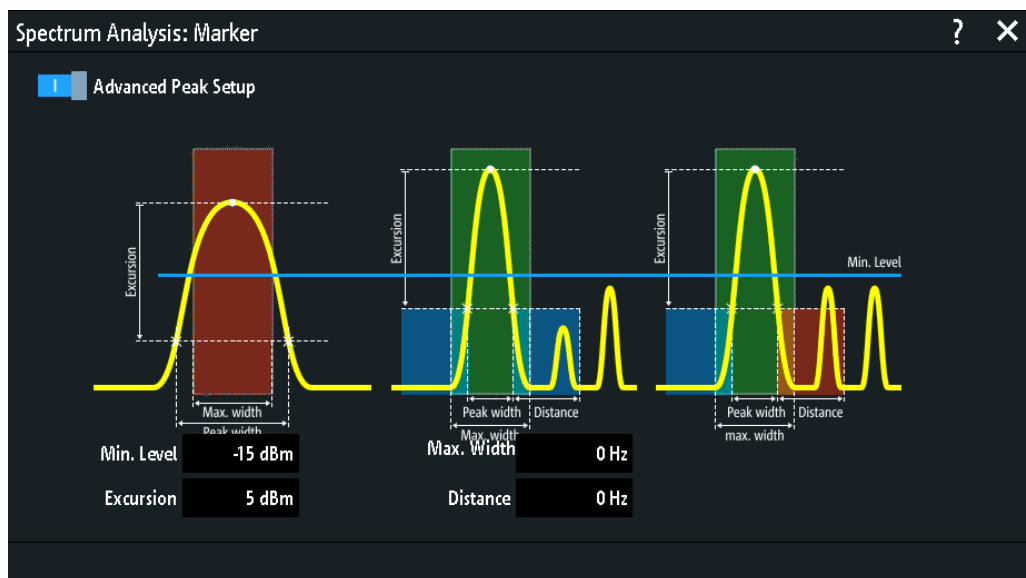 Spectrum Analysis: Marker ? ✕
I Advanced Peak Setup
Excursion
Excursion
Excursion
Min. Level
Max. width
Peak width
Peak width Distance
Max. width
Peak width Distance
max. width
Min. Level -15 dBm
Max. Width 0 Hz
Excursion 5 dBm
Distance 0 Hz